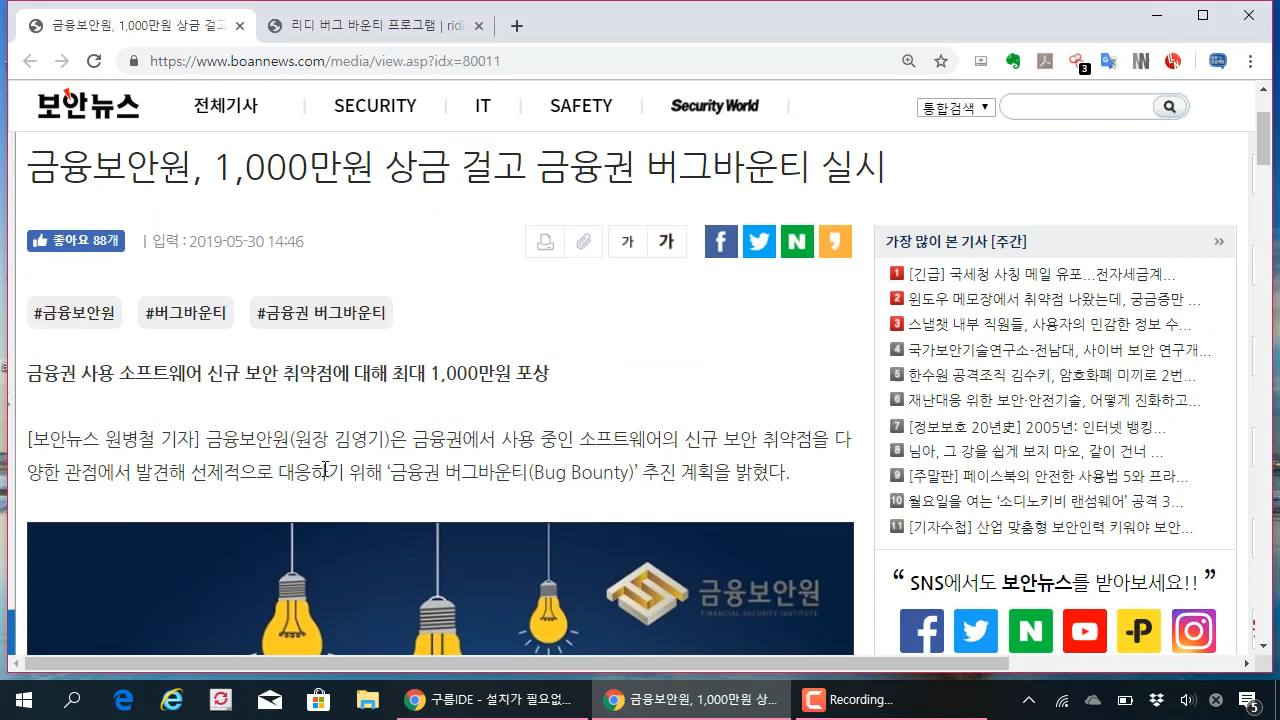 금융보안원, 1,000만원 상금 걸고
리디 버그 바운티 프로그램 | rid
https://www.boannews.com/media/view.asp?idx=80011
3
보안뉴스
전체기사
SECURITY
IT
SAFETY
Security World
통합검색
금융보안원, 1,000만원 상금 걸고 금융권 버그바운티 실시
좋아요 88개
| 입력 : 2019-05-30 14:46
가 가
#금융보안원 #버그바운티 #금융권 버그바운티
금융권 사용 소프트웨어 신규 보안 취약점에 대해 최대 1,000만원 포상
[보안뉴스 원병철 기자] 금융보안원(원장 김영기)은 금융권에서 사용 중인 소프트웨어의 신규 보안 취약점을 다
양한 관점에서 발견해 선제적으로 대응하기 위해 ‘금융권 버그바운티(Bug Bounty)’ 추진 계획을 밝혔다.
금융보안원
FINANCIAL SECURITY INSTITUTE
가장 많이 본 기사 [주간]
1 [긴급] 국세청 사칭 메일 유포...전자세금계...
2 윈도우 메모장에서 취약점 나왔는데, 궁금증만 ...
3 스냅챗 내부 직원들, 사용자의 민감한 정보 수...
4 국가보안기술연구소-전남대, 사이버 보안 연구개...
5 한수원 공격조직 김수키, 암호화폐 미끼로 2번...
6 재난대응 위한 보안·안전기술, 어떻게 진화하고...
7 [정보보호 20년史] 2005년: 인터넷 뱅킹...
8 님아, 그 강을 쉽게 보지 마오, 같이 건너 ...
9 [주말판] 페이스북의 안전한 사용법 5와 프라...
10 월요일을 여는 ‘소디노키비 랜섬웨어’ 공격 3...
11 [기자수첩] 산업 맞춤형 보안인력 키워야 보안...
“ SNS에서도 보안뉴스를 받아보세요!! ”
구름IDE - 설치가 필요없...
금융보안원, 1,000만원 상...
Recording...
5